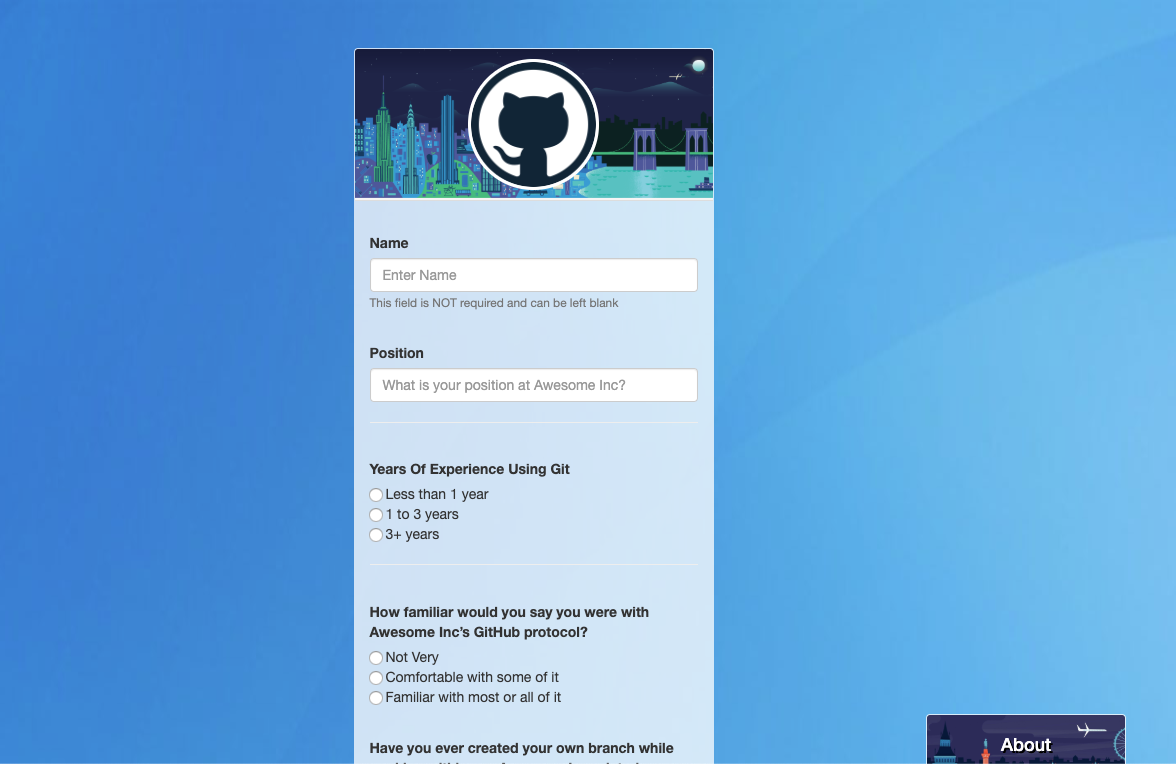 Name
Enter Name
This field is NOT required and can be left blank
Position
What is your position at Awesome Inc?
Years Of Experience Using Git
Less than 1 year
1 to 3 years
3+ years
How familiar would you say you were with
Awesome Inc’s GitHub protocol?
Not Very
Comfortable with some of it
Familiar with most or all of it
Have you ever created your own branch while
About